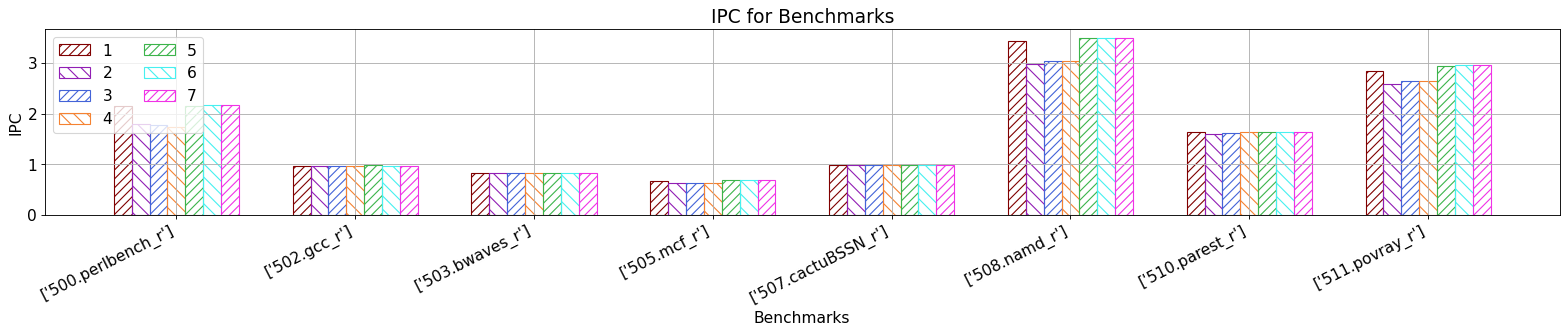 IPC for Benchmarks
IPC
3
2
1
0
1
2
3
4
5
6
7
['500.perlbench_r']
['502.gcc_r']
['503.bwaves_r']
['505.mcf_r']
['507.cactuBSSN_r']
['508.namd_r']
['510.parest_r']
['511.povray_r']
Benchmarks